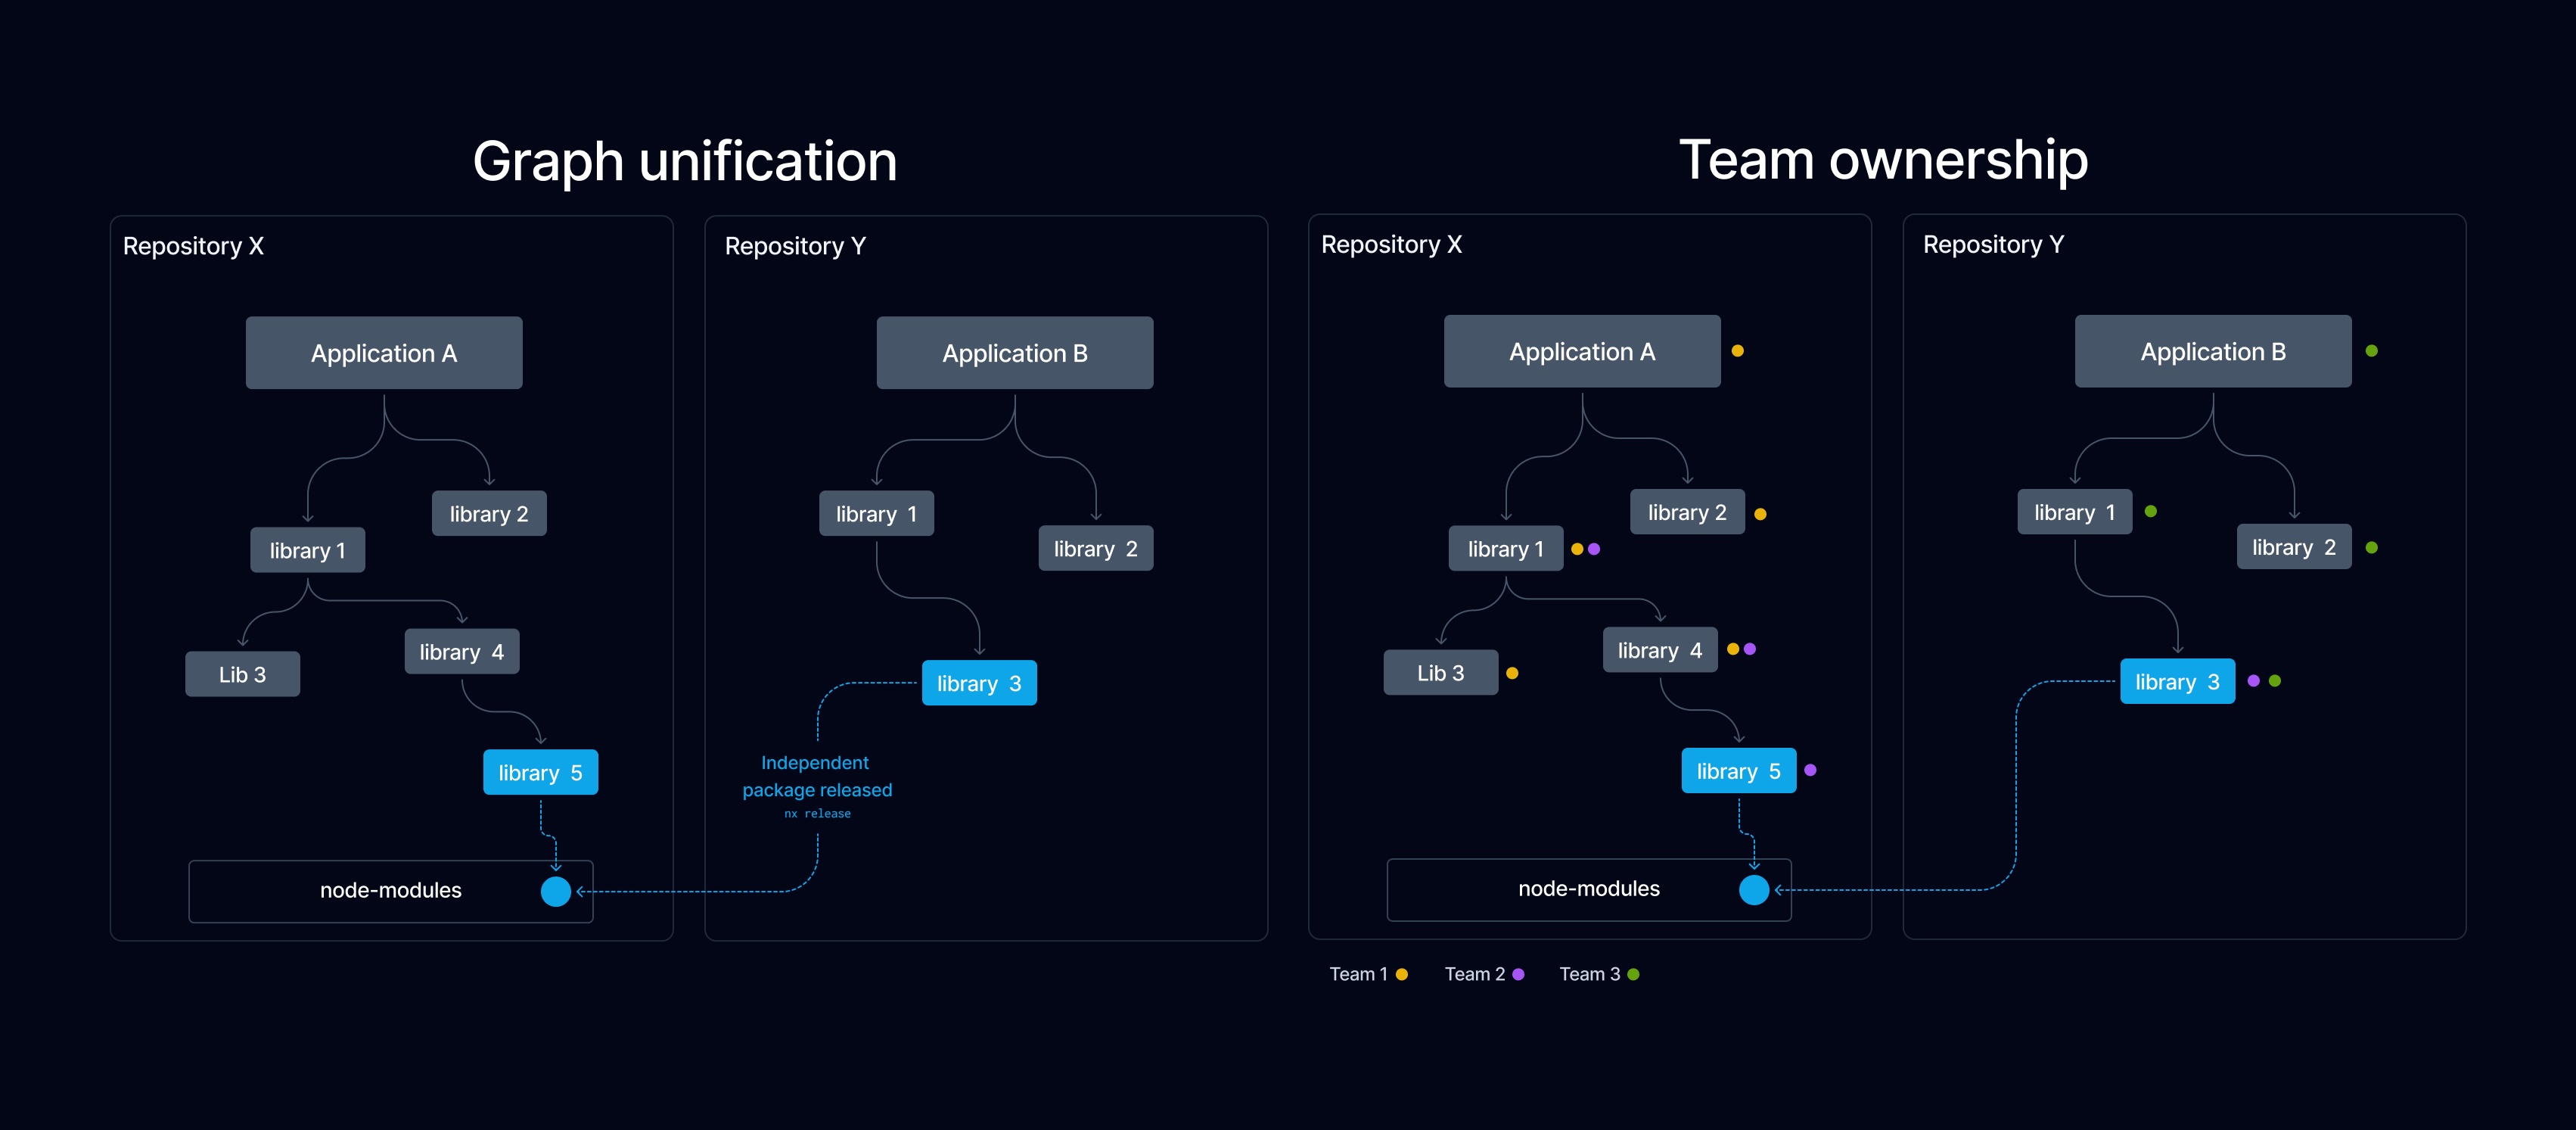 Graph unification
Repository X
Application A
library 2
library 1
library 4
Lib 3
library 5
node-modules
Repository Y
Application B
library 1
library 2
library 3
Independent
package released
nx release
Team ownership
Repository X
Application A
library 2
library 1
library 4
Lib 3
library 5
node-modules
Repository Y
Application B
library 1
library 2
library 3
Team 1
Team 2
Team 3